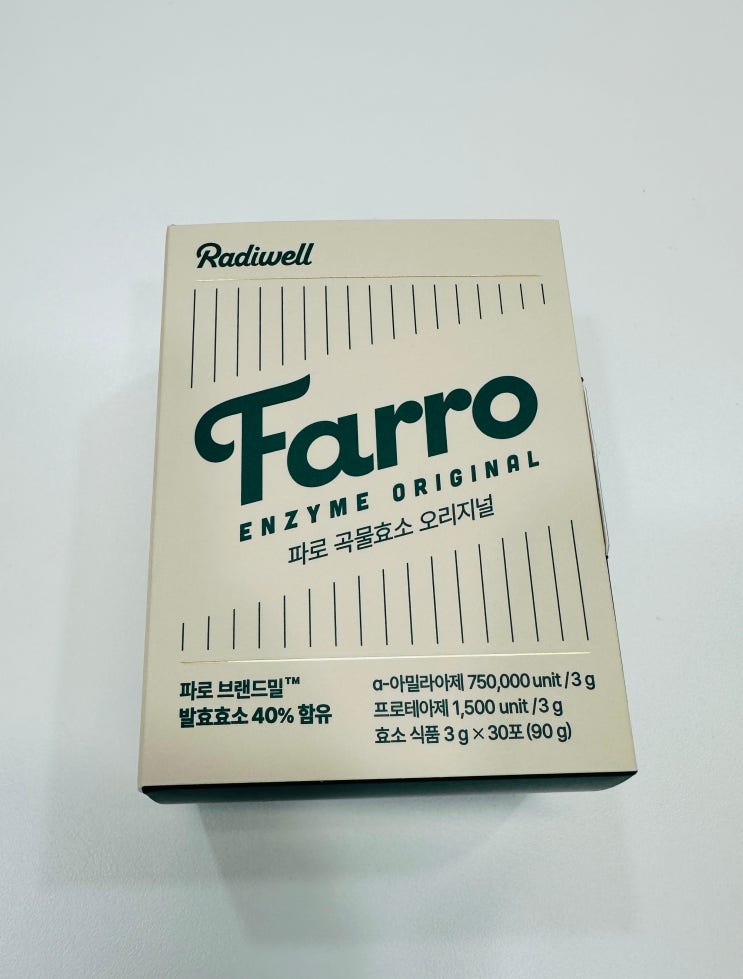 Radiwell
Farro
ENZYME ORIGINAL
파로 곡물효소 오리지널
파로 브랜드밀™
발효효소 40% 함유
α-아밀라아제 750,000 unit / 3 g
프로테아제 1,500 unit / 3 g
효소 식품 3 g × 30포 (90 g)